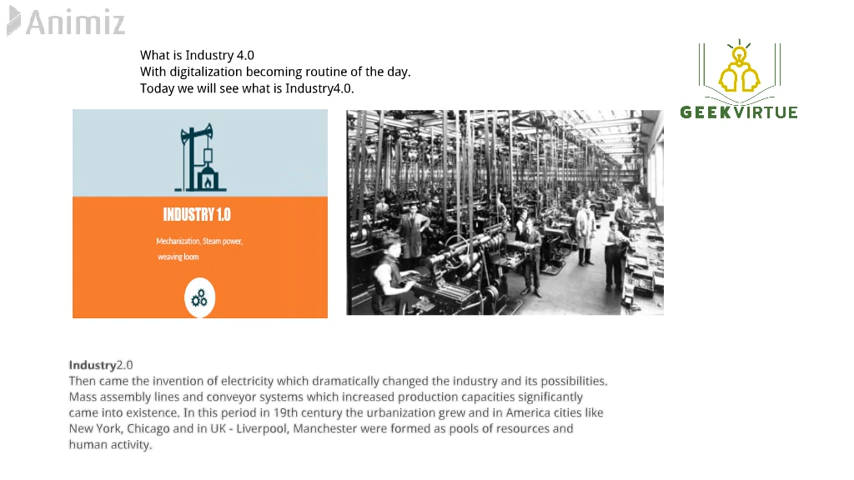 Animiz
What is Industry 4.0
With digitalization becoming routine of the day.
Today we will see what is Industry4.0.
GEEKVIRTUE
INDUSTRY 1.0
Mechanization, Steam power,
weaving loom
Industry2.0
Then came the invention of electricity which dramatically changed the industry and its possibilities.
Mass assembly lines and conveyor systems which increased production capacities significantly
came into existence. In this period in 19th century the urbanization grew and in America cities like
New York, Chicago and in UK - Liverpool, Manchester were formed as pools of resources and
human activity.